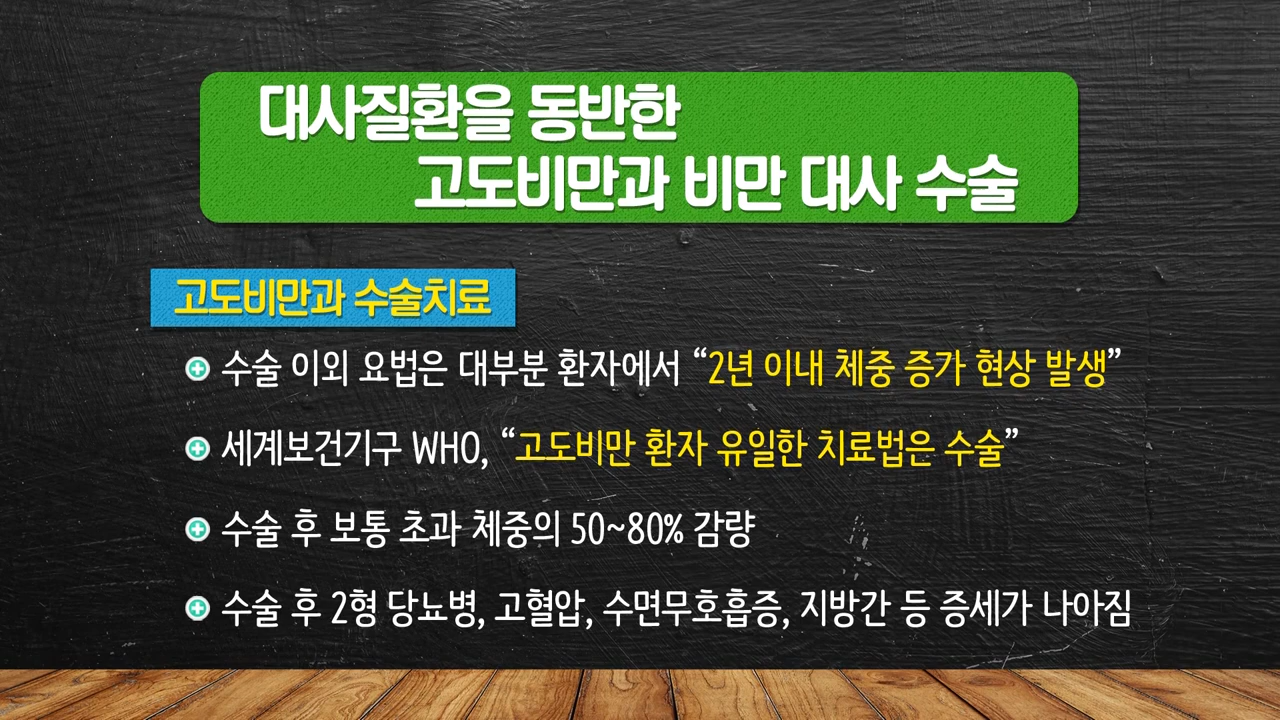 대사질환을 동반한
고도비만과 비만 대사 수술
고도비만과 수술치료
수술 이외 요법은 대부분 환자에서 “2년 이내 체중 증가 현상 발생”
세계보건기구 WHO, “고도비만 환자 유일한 치료법은 수술”
수술 후 보통 초과 체중의 50~80% 감량
수술 후 2형 당뇨병, 고혈압, 수면무호흡증, 지방간 등 증세가 나아짐